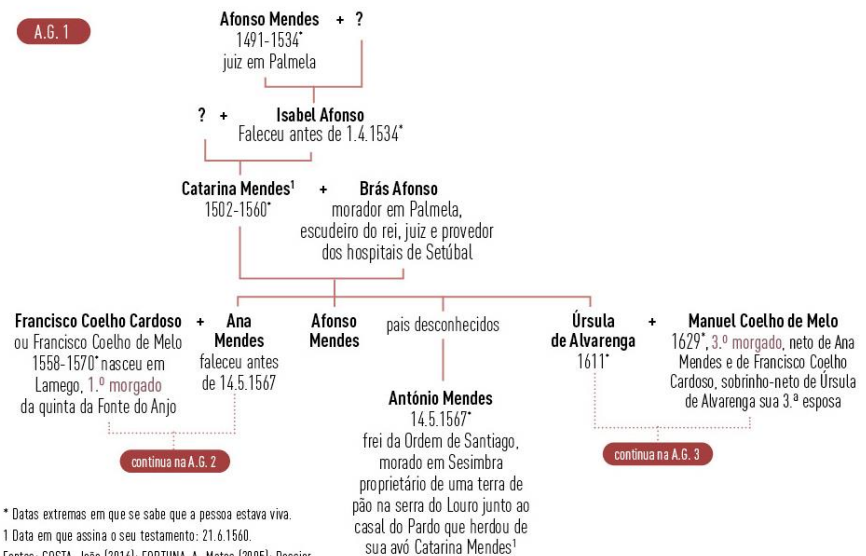 A.G. 1
Afonso Mendes + ?
1491-1534*
juiz em Palmela
? + Isabel Afonso
Faleceu antes de 1.4.1534*
Catarina Mendes¹ + Brás Afonso
1502-1560*
morador em Palmela,
escudeiro do rei, juiz e provedor
dos hospitais de Setúbal
Francisco Coelho Cardoso + Ana
Mendes
ou Francisco Coelho de Melo
1558-1570* nasceu em
Lamego, 1.º morgado
da quinta da Fonte do Anjo
faleceu antes
de 14.5.1567
continua na A.G. 2
Afonso
Mendes
pais desconhecidos
António Mendes
14.5.1567*
frei da Ordem de Santiago,
morado em Sesimbra
proprietário de uma terra de
pão na serra do Louro junto ao
casal do Pardo que herdou de
sua avó Catarina Mendes¹
Úrsula
de Alvarenga
1611*
+ Manuel Coelho de Melo
1629*, 3.º morgado, neto de Ana
Mendes e de Francisco Coelho
Cardoso, sobrinho-neto de Úrsula
de Alvarenga sua 3.ª esposa
continua na A.G. 3
* Datas extremas em que se sabe que a pessoa estava viva.
1 Data em que assina o seu testamento: 21.6.1560.
Fontes: COSTA, João (2016); FORTUNA, A. Matos (2005); Dossier